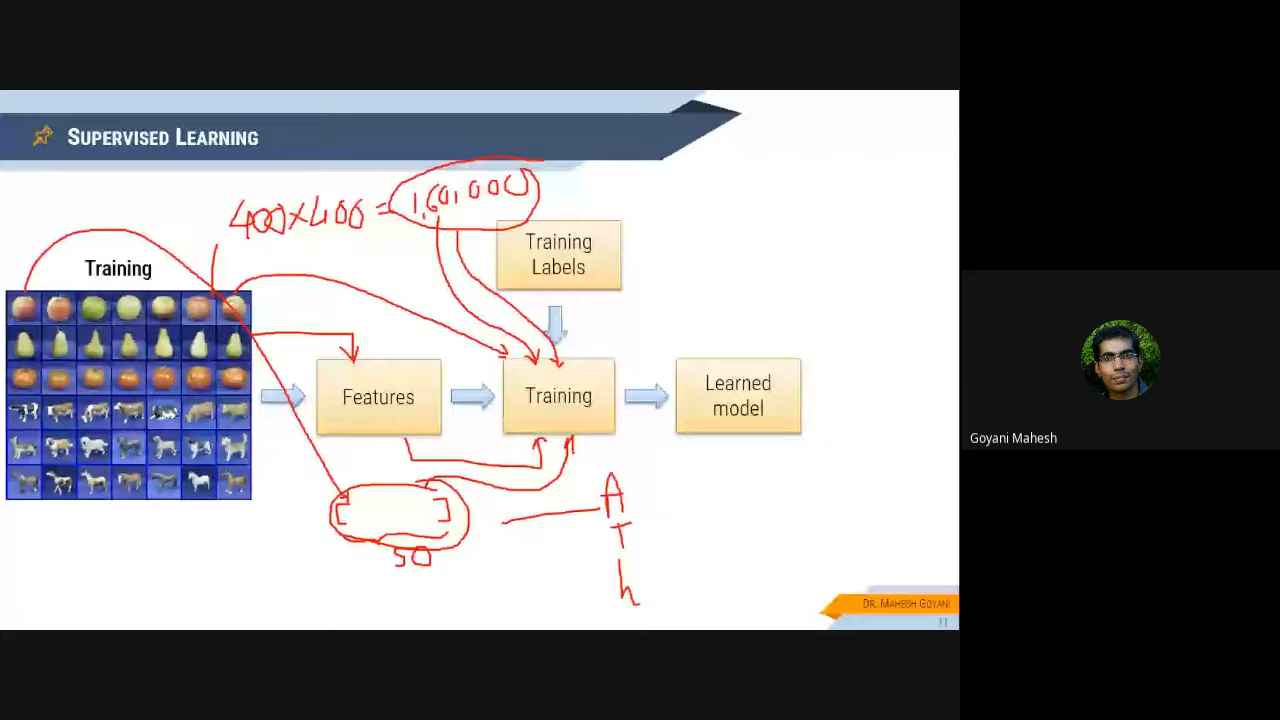 SUPERVISED LEARNING
400×400 = 1,60,000
Training
Labels
Training
Features
Training
Learned
model
50
A
T
h
Goyani Mahesh
DR. MAHESH GOYANI
11